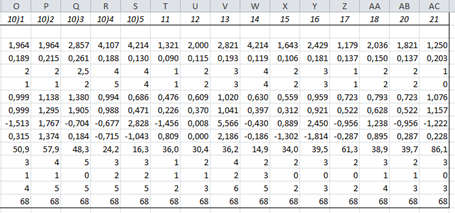 O P Q R S T U V W X Y Z AA AB AC
10)1 10)2 10)3 10)4 10)5 11 12 13 14 15 16 17 18 20 21
1,964 1,964 2,857 4,107 4,214 1,321 2,000 2,821 4,214 1,643 2,429 1,179 2,036 1,821 1,250
0,189 0,215 0,261 0,188 0,130 0,090 0,115 0,193 0,119 0,106 0,181 0,137 0,150 0,137 0,203
2 2 2,5 4 4 1 2 3 4 2 3 1 2 2 1
1 1 2 5 4 1 2 3 4 2 3 1 2 2 0
0,999 1,138 1,380 0,994 0,686 0,476 0,609 1,020 0,630 0,559 0,959 0,723 0,793 0,723 1,076
0,999 1,295 1,905 0,988 0,471 0,226 0,370 1,041 0,397 0,312 0,921 0,522 0,628 0,522 1,157
-1,513 1,767 -0,704 -0,677 2,828 -1,456 0,008 5,566 -0,430 0,889 2,450 -0,956 1,238 -0,956 -1,222
0,315 1,374 0,184 -0,715 -1,043 0,809 0,000 2,186 -0,186 -1,302 -1,814 -0,287 0,895 0,287 0,228
50,9 57,9 48,3 24,2 16,3 36,0 30,4 36,2 14,9 34,0 39,5 61,3 38,9 39,7 86,1
3 4 5 3 3 1 2 4 2 2 3 2 3 2 3
1 1 0 2 2 1 1 2 3 0 0 0 1 1 0
4 5 5 5 5 2 3 6 5 2 3 2 4 3 3
68 68 68 68 68 68 68 68 68 68 68 68 68 68 68